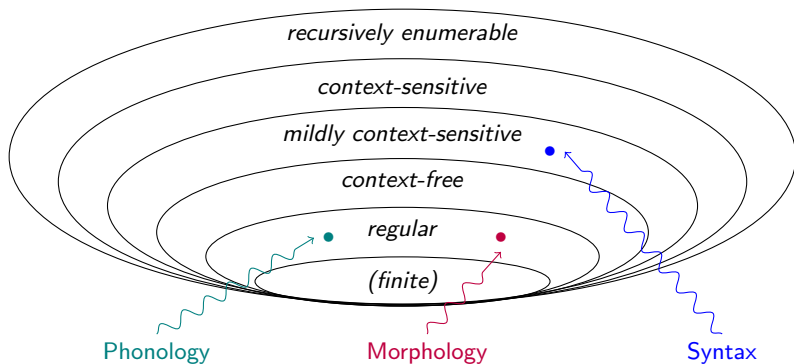 recursively enumerable
context-sensitive
mildly context-sensitive
context-free
regular
(finite)
Phonology Morphology Syntax